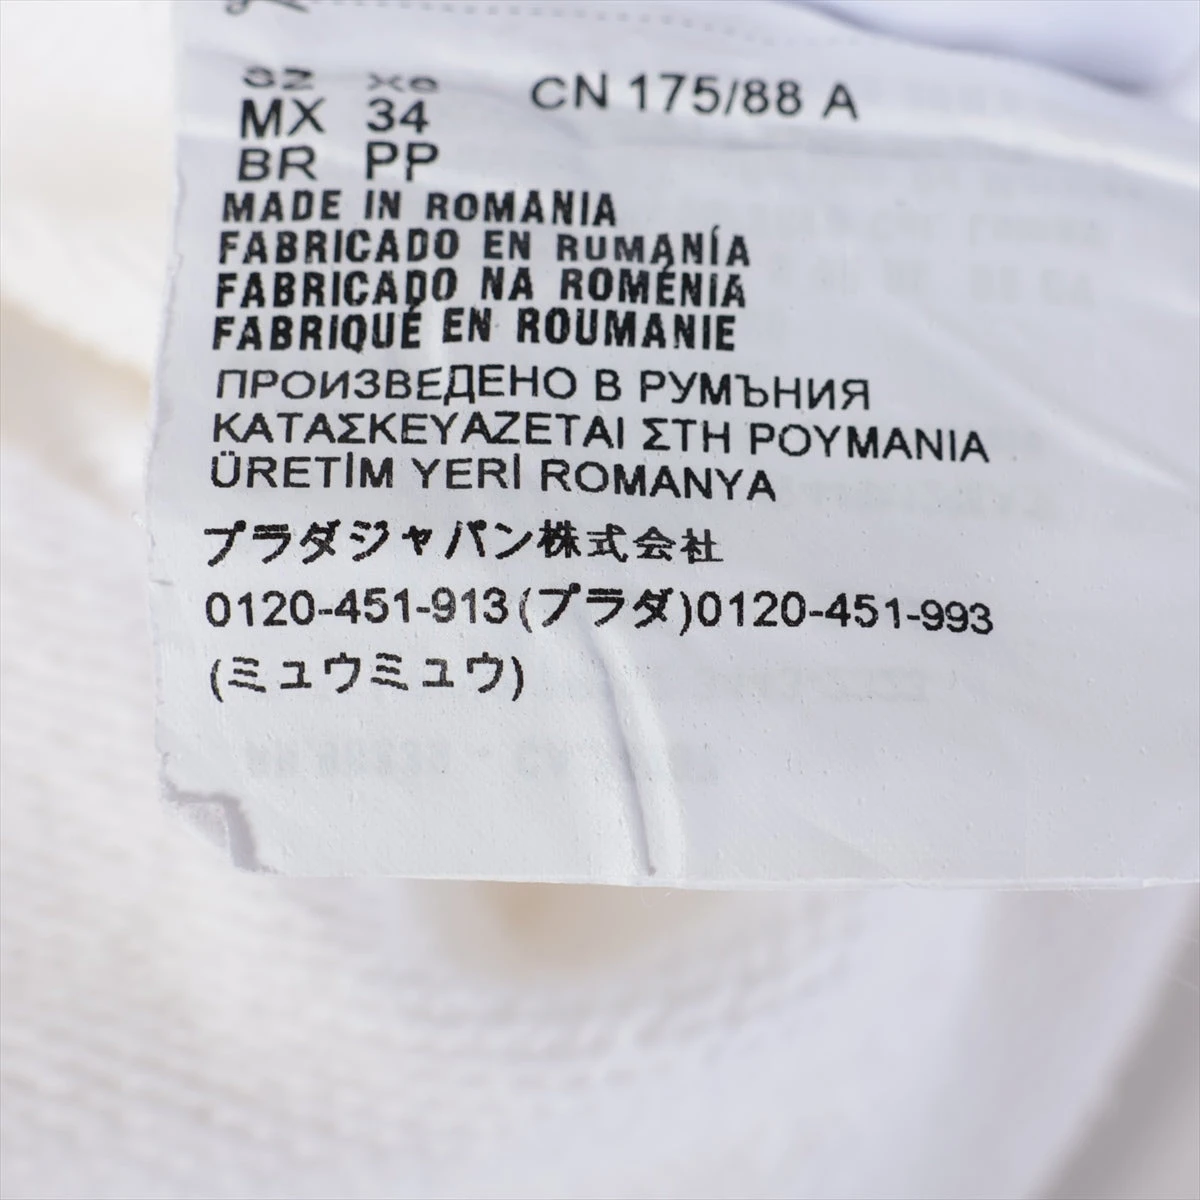 SZ XS CN 175/88 A
MX 34
BR PP
MADE IN ROMANIA
FABRICADO EN RUMANÍA
FABRICADO NA ROMÉNIA
FABRIQUÉ EN ROUMANIE
ПРОИЗВЕДЕНО В РУМЪНИЯ
ΚΑΤΑΣΚΕΥΑΖΕΤΑΙ ΣΤΗ ΡΟΥΜΑΝΙΑ
ÜRETİM YERİ ROMANYA
プラダジャパン株式会社
0120-451-913(プラダ)0120-451-993
(ミュウミュウ)